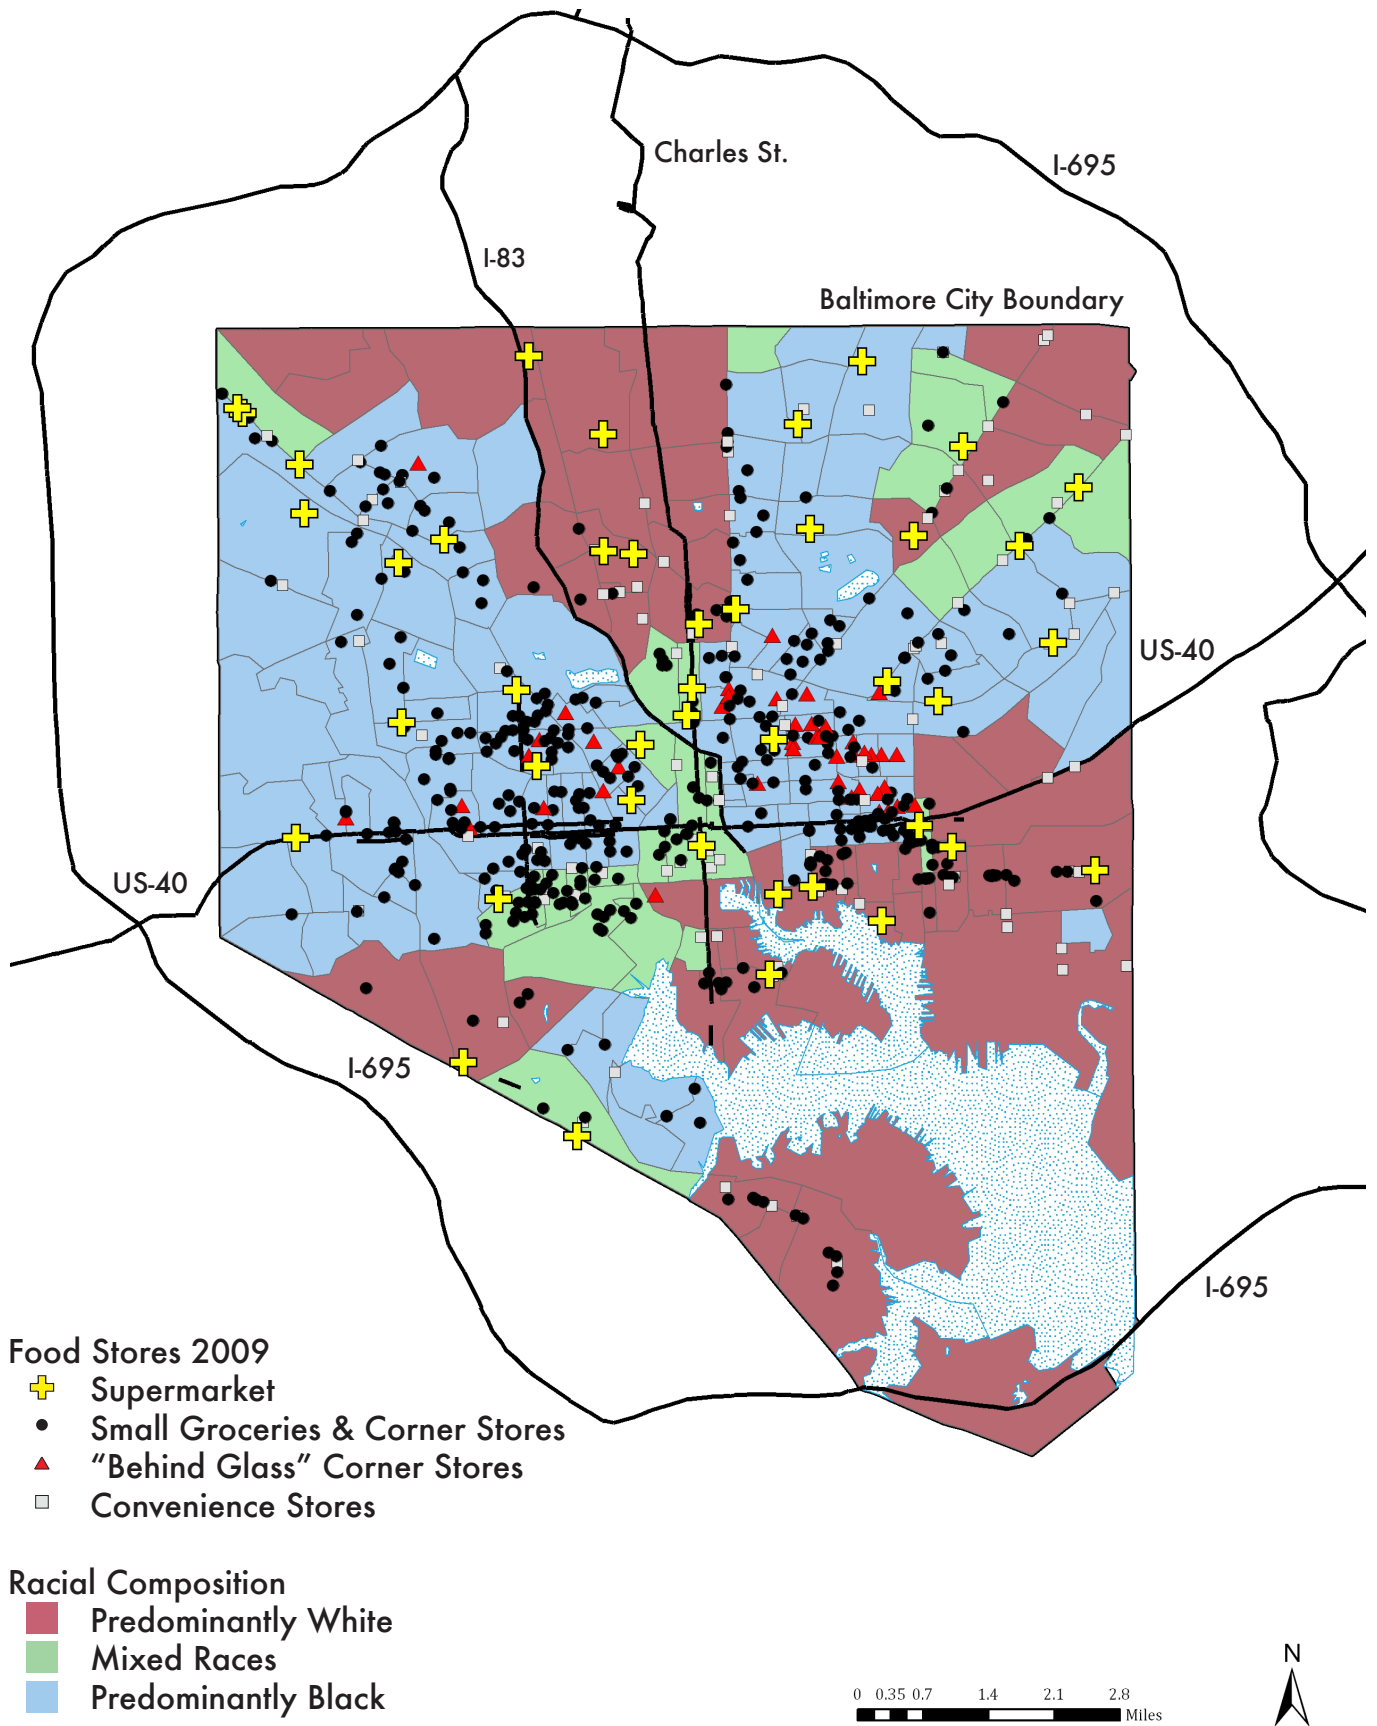 Charles St.
I-695
I-83
Baltimore City Boundary
US-40
US-40
I-695
I-695
Food Stores 2009
Supermarket
Small Groceries & Corner Stores
“Behind Glass” Corner Stores
Convenience Stores
Racial Composition
Predominantly White
Mixed Races
Predominantly Black
N
0 0.35 0.7 1.4 2.1 2.8
Miles